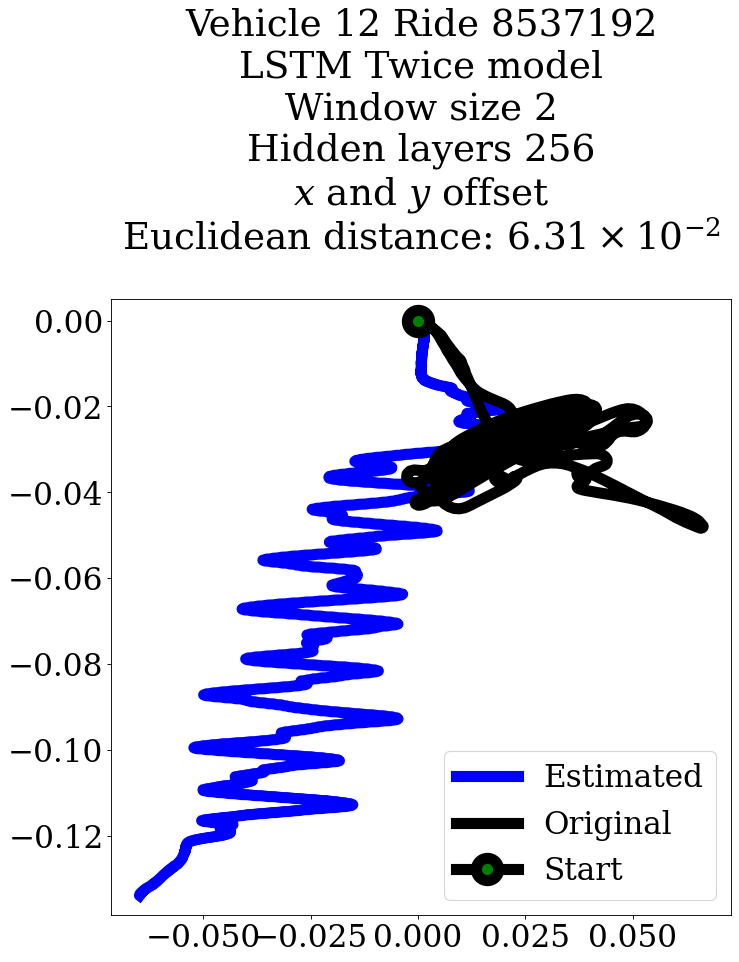 Vehicle 12 Ride 8537192
LSTM Twice model
Window size 2
Hidden layers 256
x and y offset
Euclidean distance: 6.31 × 10⁻²
0.00
−0.02
−0.04
−0.06
−0.08
−0.10
−0.12
Estimated
Original
Start
−0.050 −0.025 0.000 0.025 0.050